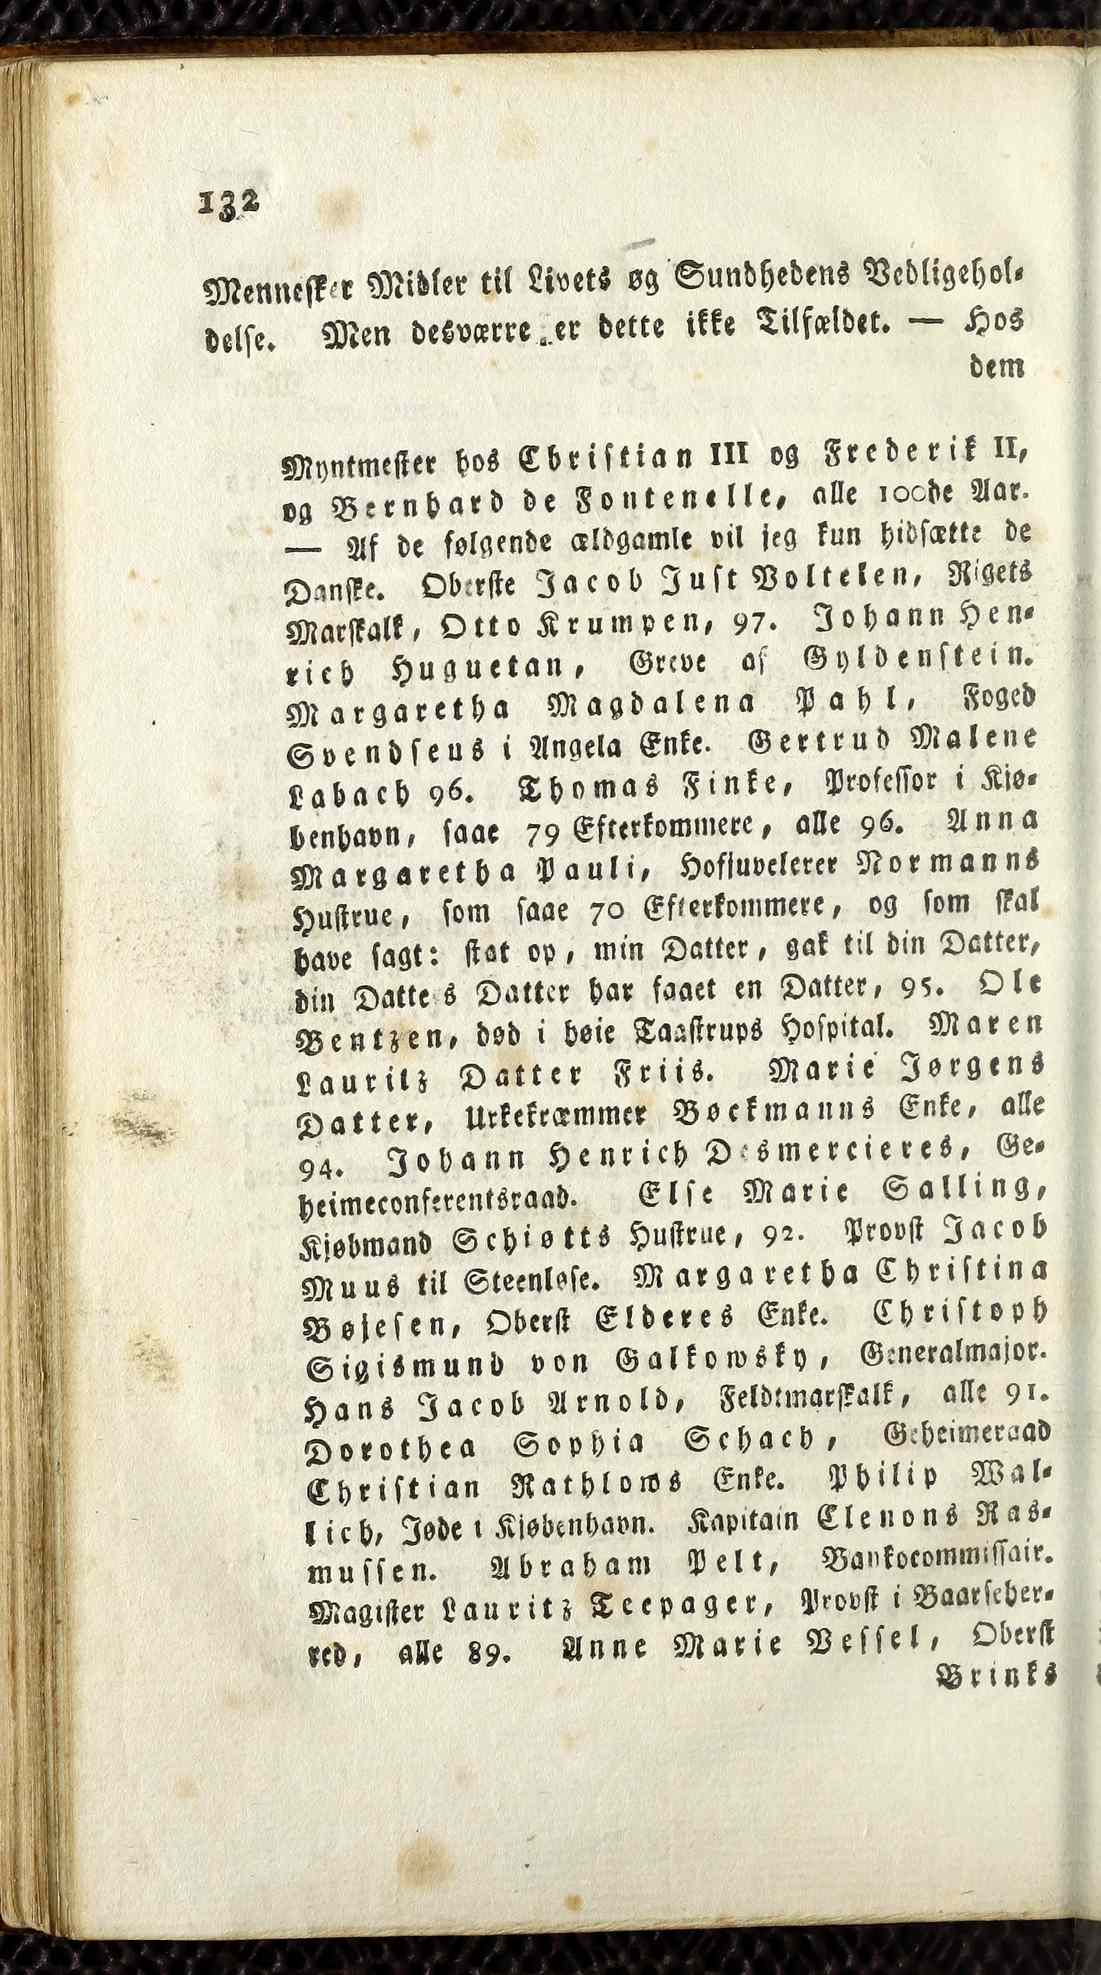 132
Mennesker Midler til Livets og Sundhedens Vedligehol-
delse. Men desværre er dette ikke Tilfældet. — Hos
dem
Myntmester hos Christian III og Frederik II,
og Bernhard de Fontenelle, alle 100de Aar.
— Af de følgende ældgamle vil jeg kun hidsætte de
Danske. Oberste Jacob Just Voltelen, Rigets
Marskalk, Otto Krumpen, 97. Johann Hen-
rich Huguetan, Greve af Gyldenstein.
Margaretha Magdalena Pahl, Foged
Svendseus i Angela Enke. Gertrud Malene
Labach 96. Thomas Finke, Professor i Kjø-
benhavn, saae 79 Efterkommere, alle 96. Anna
Margaretha Pauli, Hofjuvelerer Normanns
Hustrue, som saae 70 Efterkommere, og som skal
have sagt: stat op, min Datter, gak til din Datter,
din Datte s Datter har faaet en Datter, 95. Ole
Bentzen, død i høie Taastrups Hospital. Maren
Laurilz Datter Friis. Marie Jørgens
Datter, Urkekræmmer Bøckmanns Enke, alle
94. Johann Henrich Desmercieres, Ge-
heimeconferentsraad. Else Marie Salling,
Kjøbmand Schiøtts Hustrue, 92. Provst Jacob
Muus til Steenløse. Margaretha Christina
Bøjesen, Oberst Elderes Enke. Christoph
Sigismund von Galkowsky, Generalmajor.
Hans Jacob Arnold, Feldtmarskalk, alle 91.
Dorothea Sophia Schach, Geheimeraad
Christian Rathlows Enke. Philip Wal-
lich, Jøde i Kjøbenhavn. Kapitain Clenons Ras-
mussen. Abraham Pelt, Bankocommissair.
Magister Lauritz Teepager, Provst i Baarseher-
red, alle 89. Anne Marie Vessel, Oberst
Brinks